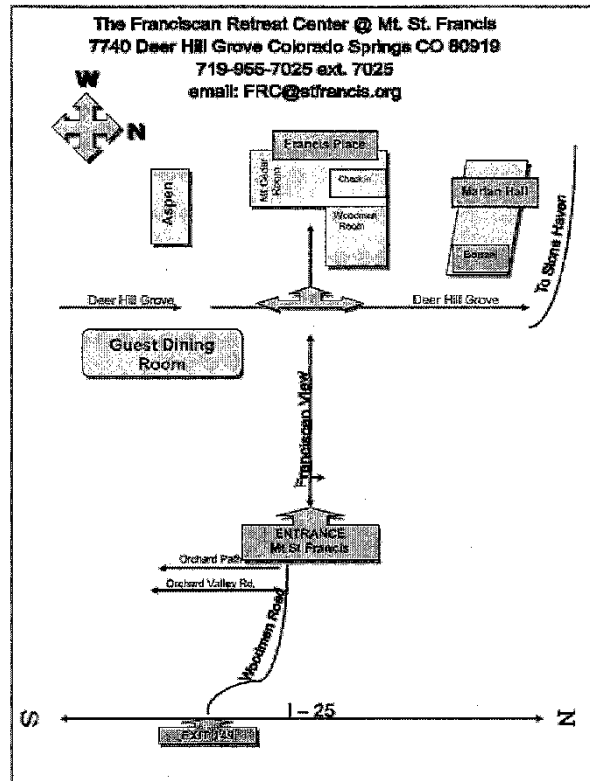 The Franciscan Retreat Center @ Mt. St. Francis
7740 Deer Hill Grove Colorado Springs CO 80919
719-955-7025 ext. 7025
email: FRC@stfrancis.org
W
N
Francis Place
Mt Cedar
Room
Check in
Woodmen
Room
Aspen
Marian Hall
To Stone Haven
Deer Hill Grove
Deer Hill Grove
Guest Dining
Room
Franciscan View
ENTRANCE
Mt St Francis
Orchard Path
Orchard Valley Rd.
Woodmen Road
S
I - 25
N
EXIT